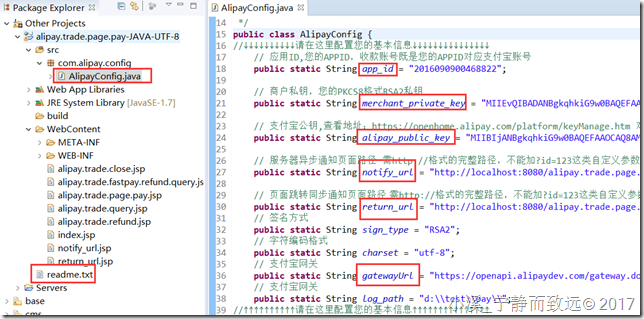 Package Explorer
Other Projects
alipay.trade.page.pay-JAVA-UTF-8
src
com.alipay.config
AlipayConfig.java
Web App Libraries
JRE System Library [JavaSE-1.7]
build
WebContent
META-INF
WEB-INF
alipay.trade.close.jsp
alipay.trade.fastpay.refund.query.js
alipay.trade.page.pay.jsp
alipay.trade.query.jsp
alipay.trade.refund.jsp
index.jsp
notify_url.jsp
return_url.jsp
readme.txt
Servers
base
cms
AlipayConfig.java
14 */
15 public class AlipayConfig {
16 //↓↓↓↓↓↓↓↓↓↓请在这里配置您的基本信息↓↓↓↓↓↓↓↓↓↓↓↓↓↓↓
17 // 应用ID,您的APPID，收款账号既是您的APPID对应支付宝账号
18 public static String app_id = "2016090900468822";
19
20 // 商户私钥，您的PKCS8格式RSA2私钥
21 public static String merchant_private_key = "MIIEvQIBADANBgkqhkiG9w0BAQEFAA
22
23 // 支付宝公钥,查看地址：https://openhome.alipay.com/platform/keyManage.htm 对
24 public static String alipay_public_key = "MIIBIjANBgkqhkiG9w0BAQEFAAOCAQ8AM
25
26 // 服务器异步通知页面路径 需http://格式的完整路径，不能加?id=123这类自定义参数
27 public static String notify_url = "http://localhost:8080/alipay.trade.page.
28
29 // 页面跳转同步通知页面路径 需http://格式的完整路径，不能加?id=123这类自定义参
30 public static String return_url = "http://localhost:8080/alipay.trade.page.
31 // 签名方式
32 public static String sign_type = "RSA2";
33 // 字符编码格式
34 public static String charset = "utf-8";
35 // 支付宝网关
36 public static String gatewayUrl = "https://openapi.alipaydev.com/gateway.do
37 // 支付宝网关
38 public static String log_path = "d:\\test\\pay\\";
宁静而致远© 2017
39 //↑↑↑↑↑↑↑↑↑↑请在这里配置您的基本信息↑↑↑↑↑↑↑↑↑↑↑↑↑↑↑